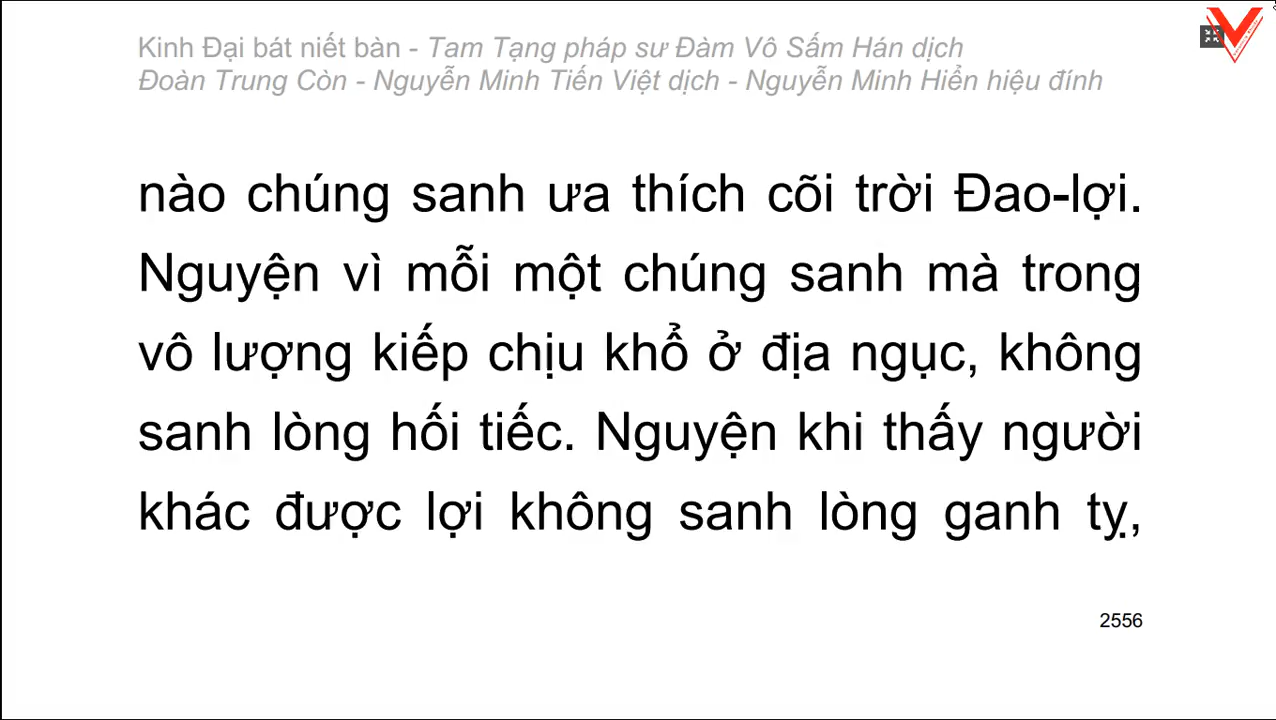 Kinh Đại bát niết bàn - Tam Tạng pháp sư Đàm Vô Sấm Hán dịch
Đoàn Trung Còn - Nguyễn Minh Tiến Việt dịch - Nguyễn Minh Hiển hiệu đính
nào chúng sanh ưa thích cõi trời Đao-lợi.
Nguyện vì mỗi một chúng sanh mà trong
vô lượng kiếp chịu khổ ở địa ngục, không
sanh lòng hối tiếc. Nguyện khi thấy người
khác được lợi không sanh lòng ganh tỵ,
2556